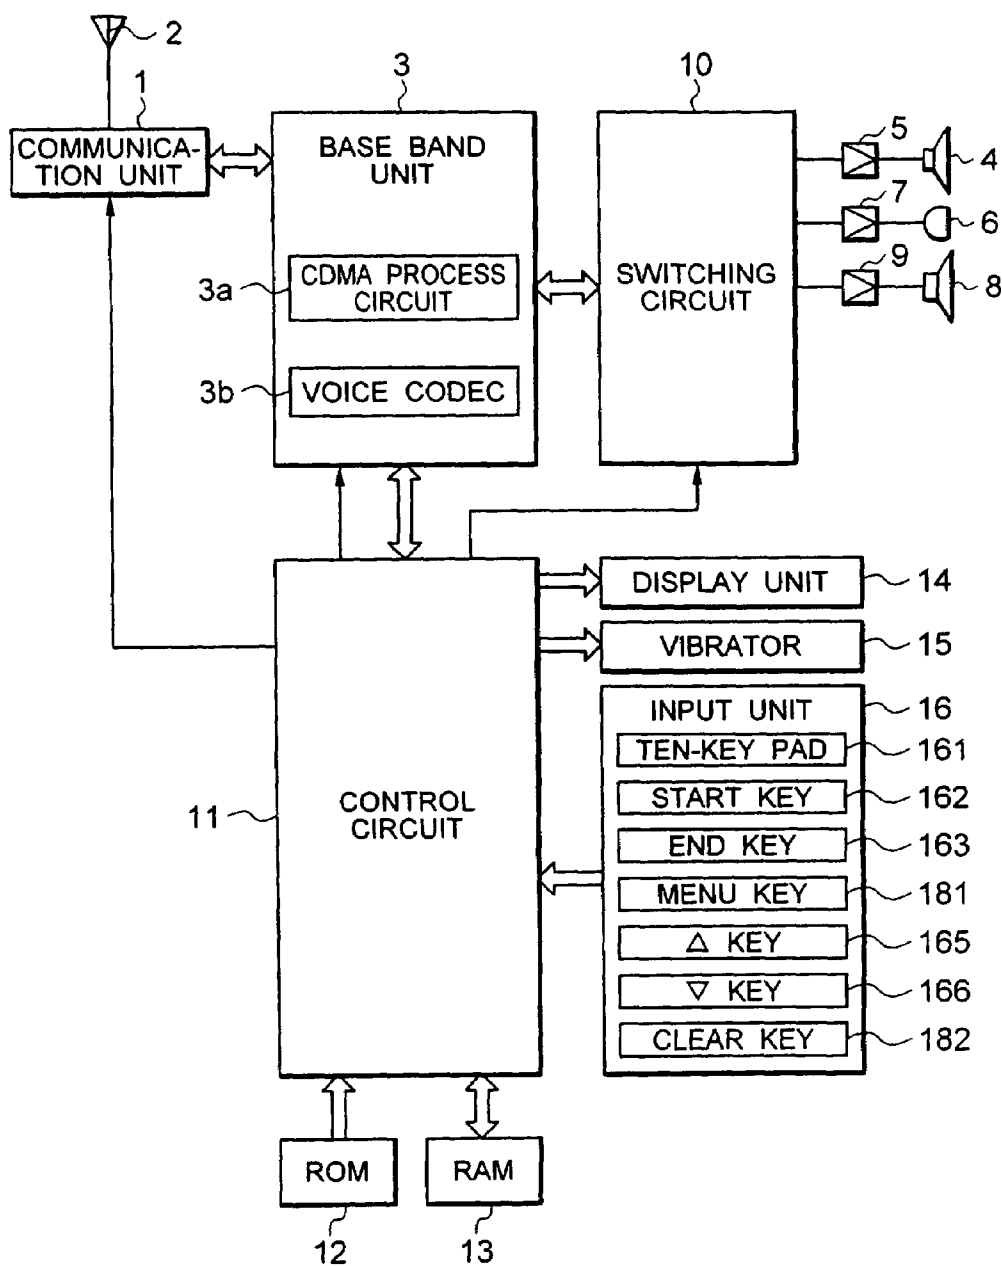 2
1
3
10
COMMUNICA-
TION UNIT
BASE BAND
UNIT
5
4
7
6
3a
CDMA PROCESS
CIRCUIT
SWITCHING
CIRCUIT
9
8
3b
VOICE CODEC
DISPLAY UNIT
14
VIBRATOR
15
INPUT UNIT
16
TEN-KEY PAD
161
11
CONTROL
CIRCUIT
START KEY
162
END KEY
163
MENU KEY
181
△ KEY
165
▽ KEY
166
CLEAR KEY
182
ROM
RAM
12
13